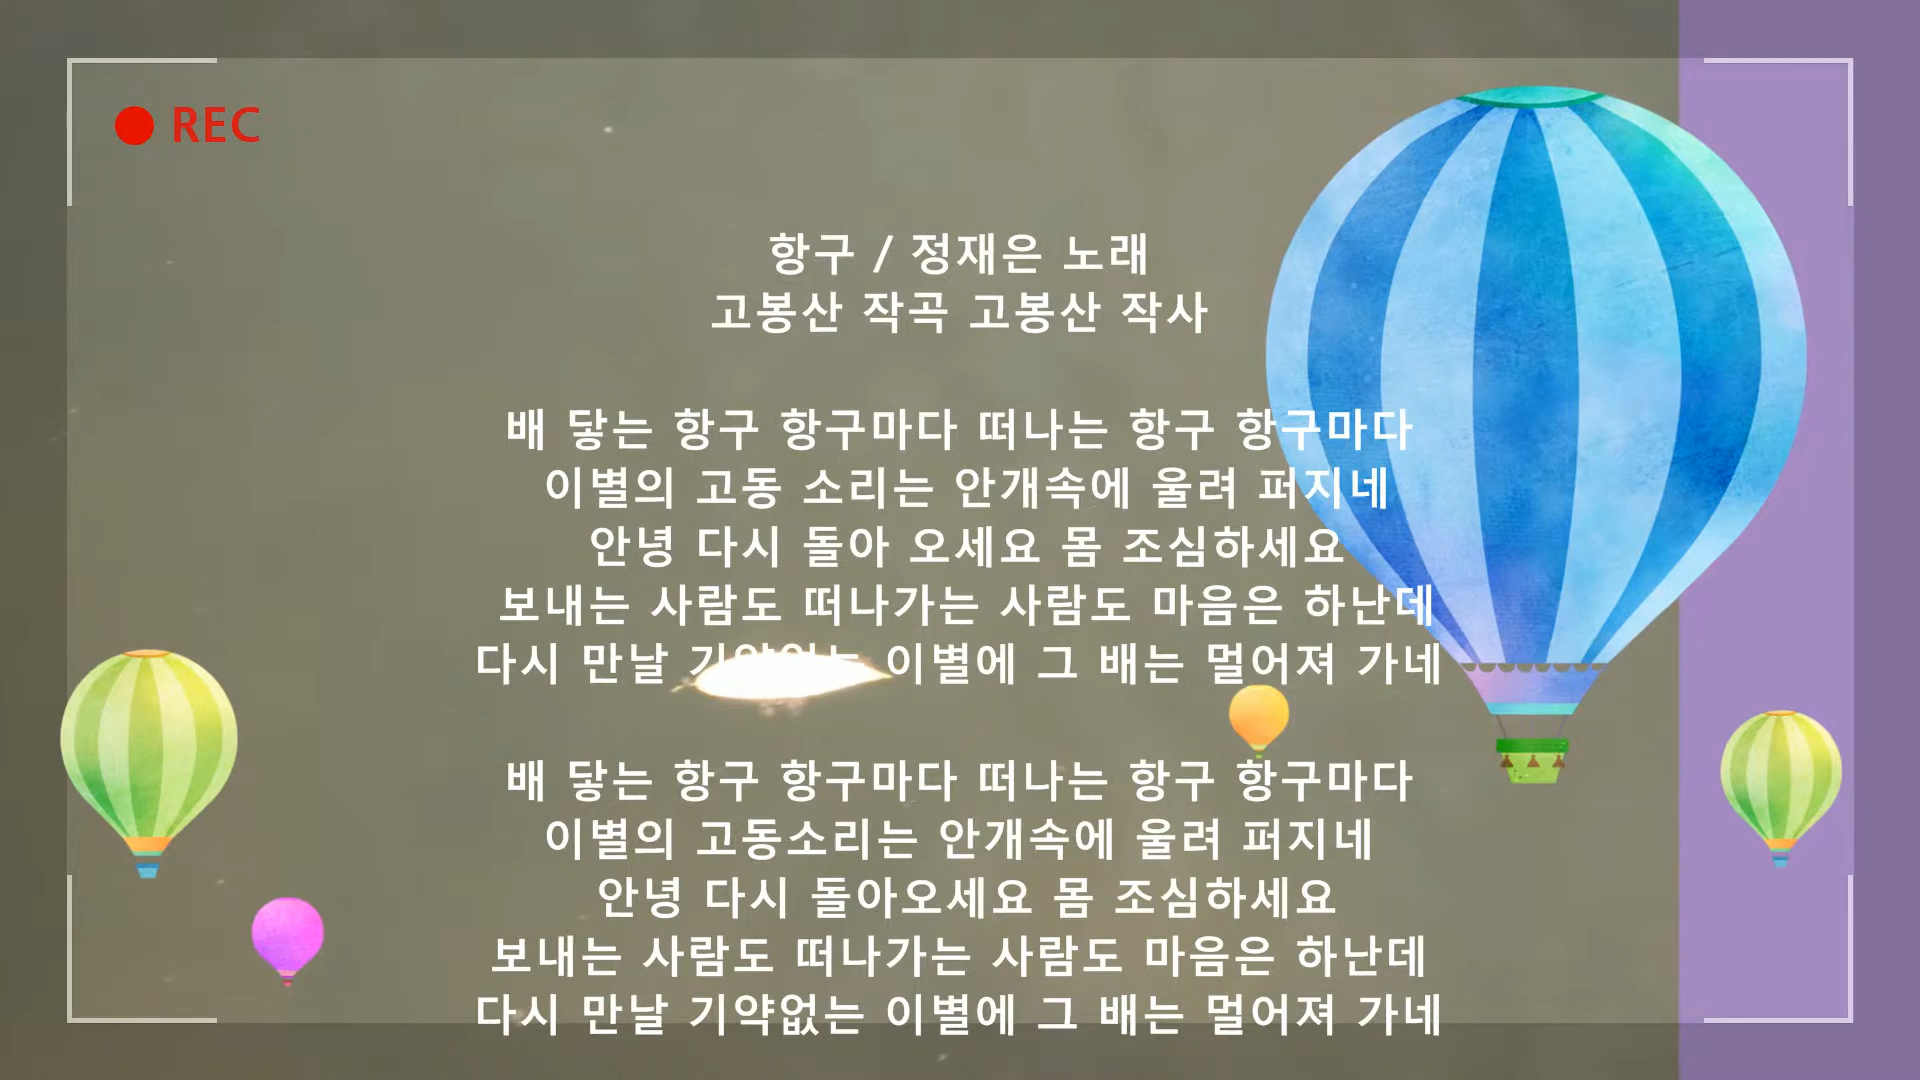 REC
항구 / 정재은 노래
고봉산 작곡 고봉산 작사
배 닿는 항구 항구마다 떠나는 항구 항구마다
이별의 고동 소리는 안개속에 울려 퍼지네
안녕 다시 돌아 오세요 몸 조심하세요
보내는 사람도 떠나가는 사람도 마음은 하난데
다시 만날 이별에 그 배는 멀어져 가네
배 닿는 항구 항구마다 떠나는 항구 항구마다
이별의 고동소리는 안개속에 울려 퍼지네
안녕 다시 돌아오세요 몸 조심하세요
보내는 사람도 떠나가는 사람도 마음은 하난데
다시 만날 기약없는 이별에 그 배는 멀어져 가네